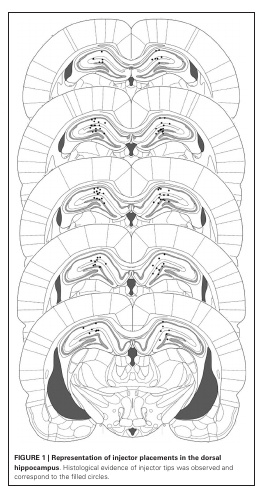 FIGURE 1 | Representation of injector placements in the dorsal
hippocampus. Histological evidence of injector tips was observed and
correspond to the filled circles.